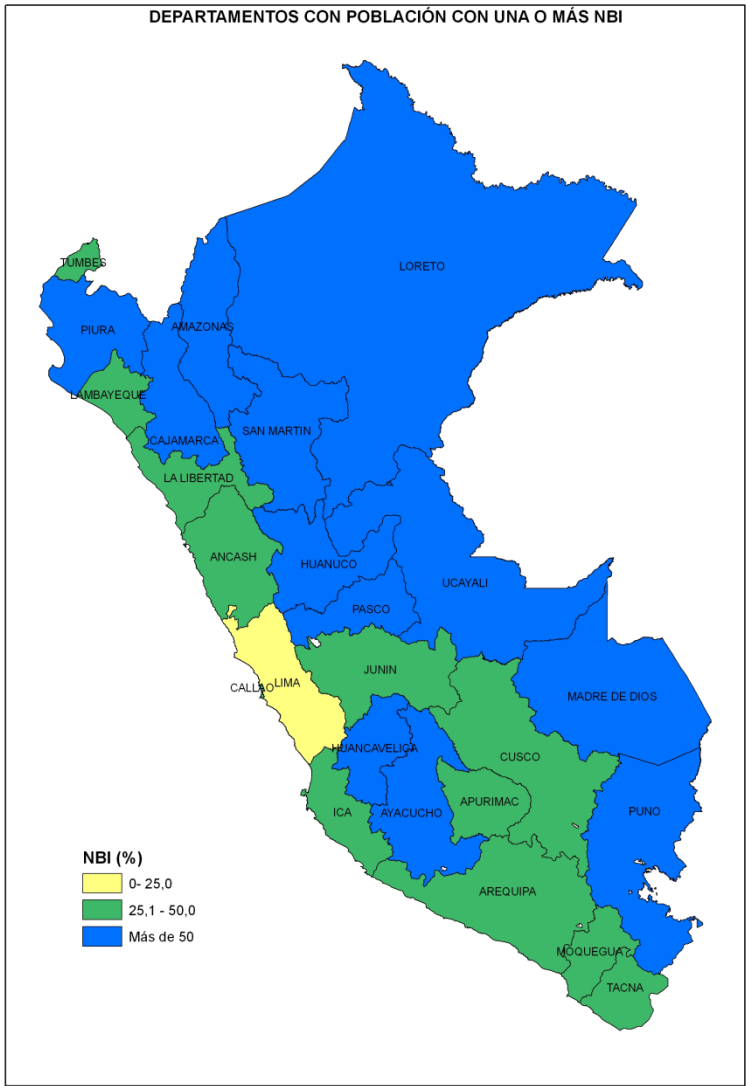 DEPARTAMENTOS CON POBLACIÓN CON UNA O MÁS NBI
LORETO
TUMBES
PIURA
AMAZONAS
LAMBAYEQUE
CAJAMARCA
SAN MARTIN
LA LIBERTAD
ANCASH
HUANUCO
UCAYALI
PASCO
JUNIN
CALLAO
LIMA
MADRE DE DIOS
HUANCAVELICA
CUSCO
ICA
AYACUCHO
APURIMAC
PUNO
AREQUIPA
MOQUEGUA
TACNA
NBI (%)
0- 25,0
25,1 - 50,0
Más de 50